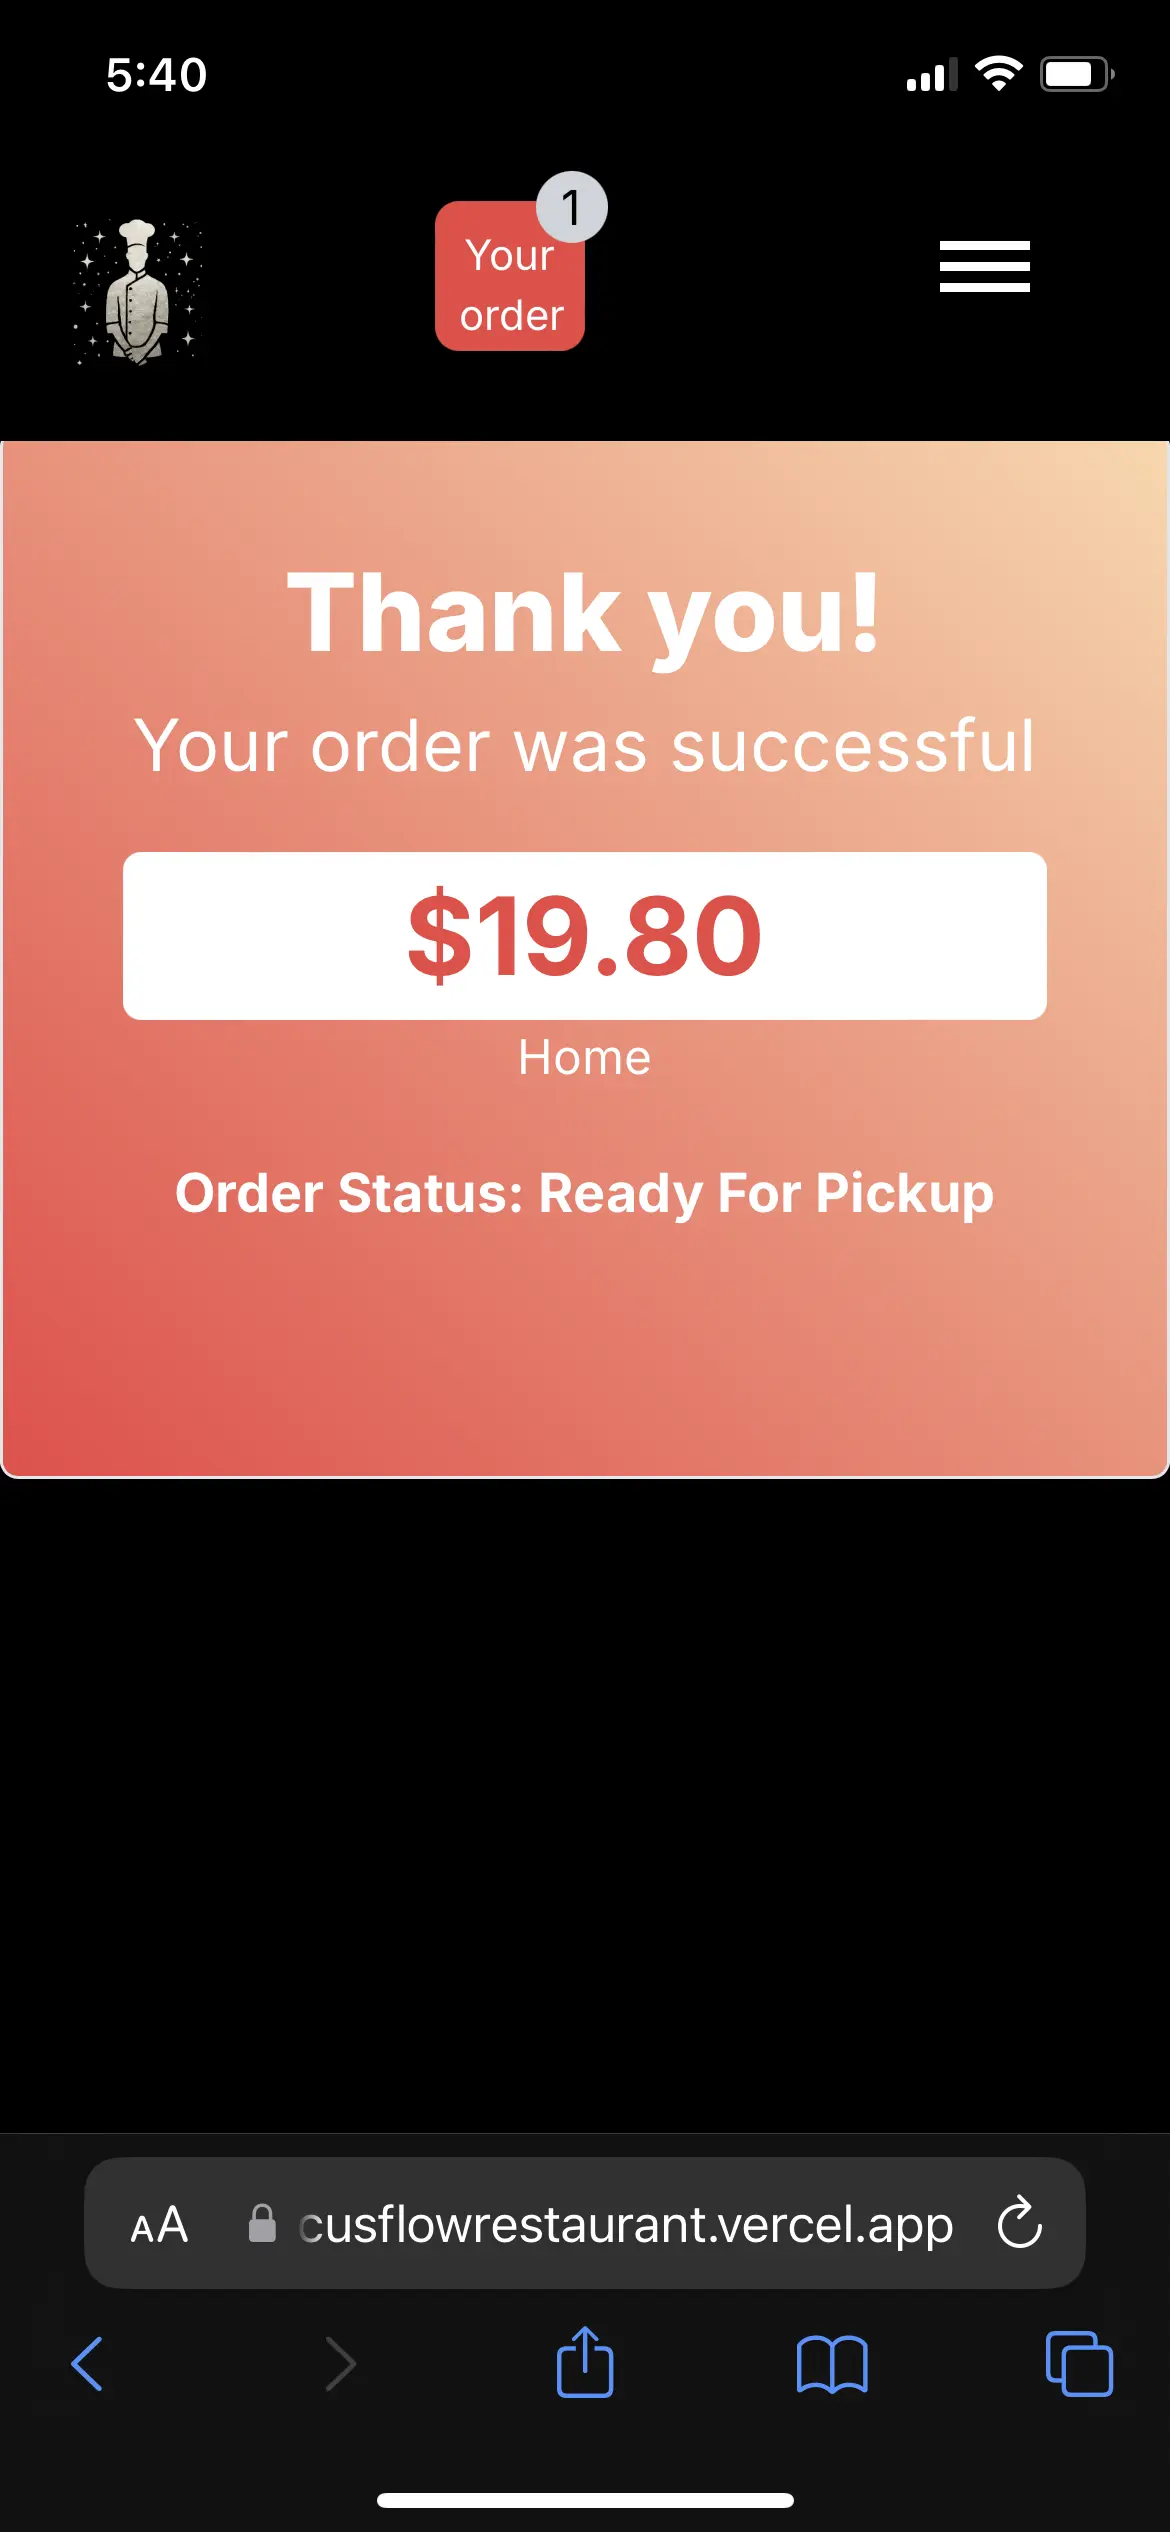 5:40
1
Your
order
Thank you!
Your order was successful
$19.80
Home
Order Status: Ready For Pickup
AA
cusflowrestaurant.vercel.app